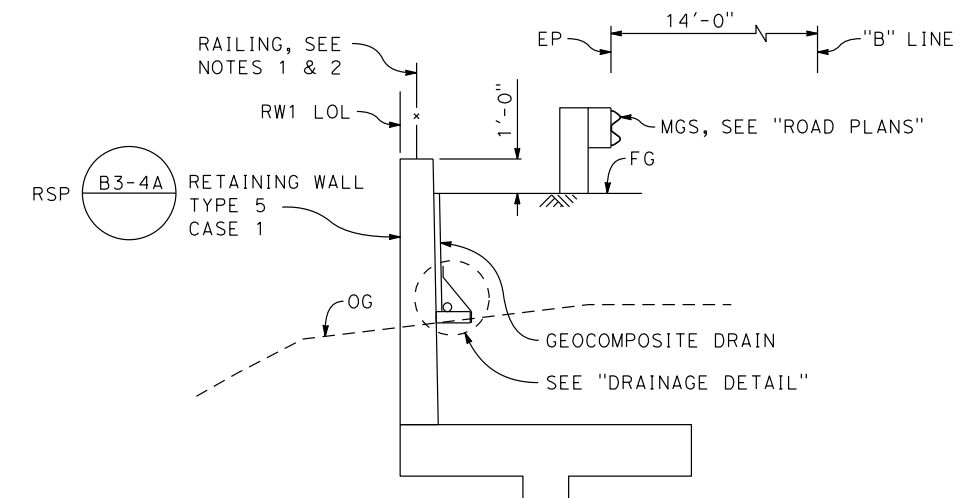 14'-0"
EP
"B" LINE
RAILING, SEE
NOTES 1 & 2
RW1 LOL
1'-0"
MGS, SEE "ROAD PLANS"
FG
RSP
B3-4A
RETAINING WALL
TYPE 5
CASE 1
OG
GEOCOMPOSITE DRAIN
SEE "DRAINAGE DETAIL"